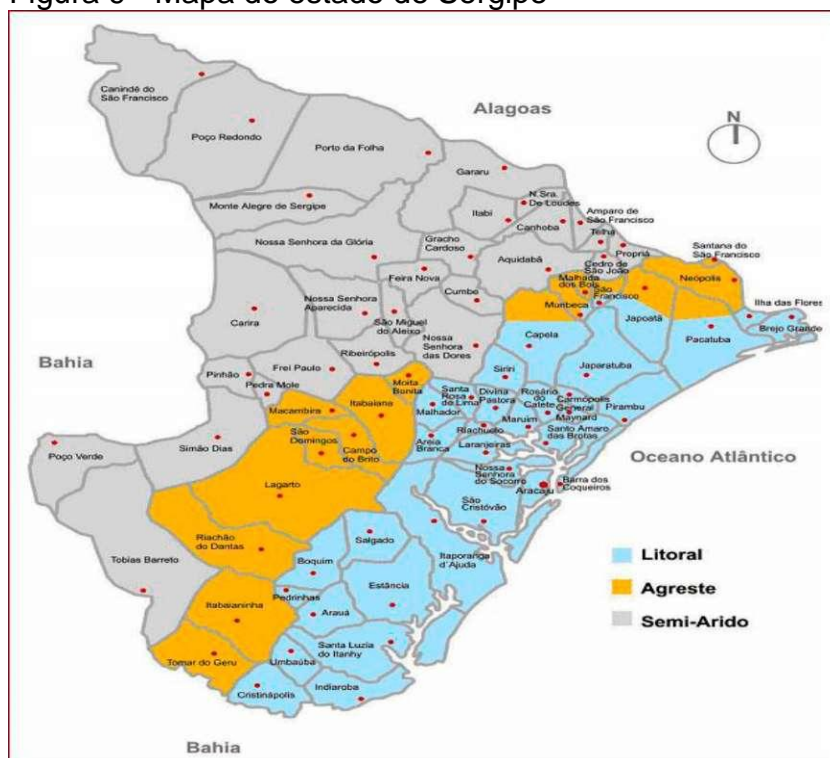 Figura 6 - Mapa do estado de Sergipe
Canindé do
São Francisco
Poço Redondo
Alagoas
N
Porto da Folha
Gararu
N.Sra.
De Loudes
Monte Alegre de Sergipe
Itabi
Amparo de
São Francisco
Canhoba
Telha
Nossa Senhora da Glória
Gracho
Cardoso
Propriá
Santana do
São Francisco
Aquidabã
Cedro de
São João
Feira Nova
Malhada
dos Bois
Neópolis
Cumbe
São
Francisco
Nossa Senhora
Aparecida
Ilha das Flores
Carira
São Miguel
do Aleixo
Muribeca
Japoatã
Brejo Grande
Pacatuba
Nossa
Senhora
das Dores
Capela
Bahia
Ribeirópolis
Frei Paulo
Pinhão
Siriri
Japaratuba
Pedra Mole
Moita
Bunita
Santa
Rosa
de Lima
Divina
Pastora
Rosário
do
Catete
Carmópolis
General
Maynard
Macambira
Itabaiana
Malhador
Pirambu
São
Domingos
Riachuelo
Maruim
Santo Amaro
das Brotas
Simão Dias
Areia
Branca
Laranjeiras
Poço Verde
Campo
do Brito
Oceano Atlântico
Nossa
Senhora
do Socorro
Barra dos
Coqueiros
Aracaju
Lagarto
São
Cristóvão
Riachão
do Dantas
Salgado
Itaporanga
d'Ajuda
Litoral
Tobias Barreto
Boquim
Agreste
Estância
Pedrinhas
Semi-Arido
Itabaianinha
Arauá
Santa Luzia
do Itanhy
Umbaúba
Tomar do Geru
Cristinápolis
Indiaroba
Bahia